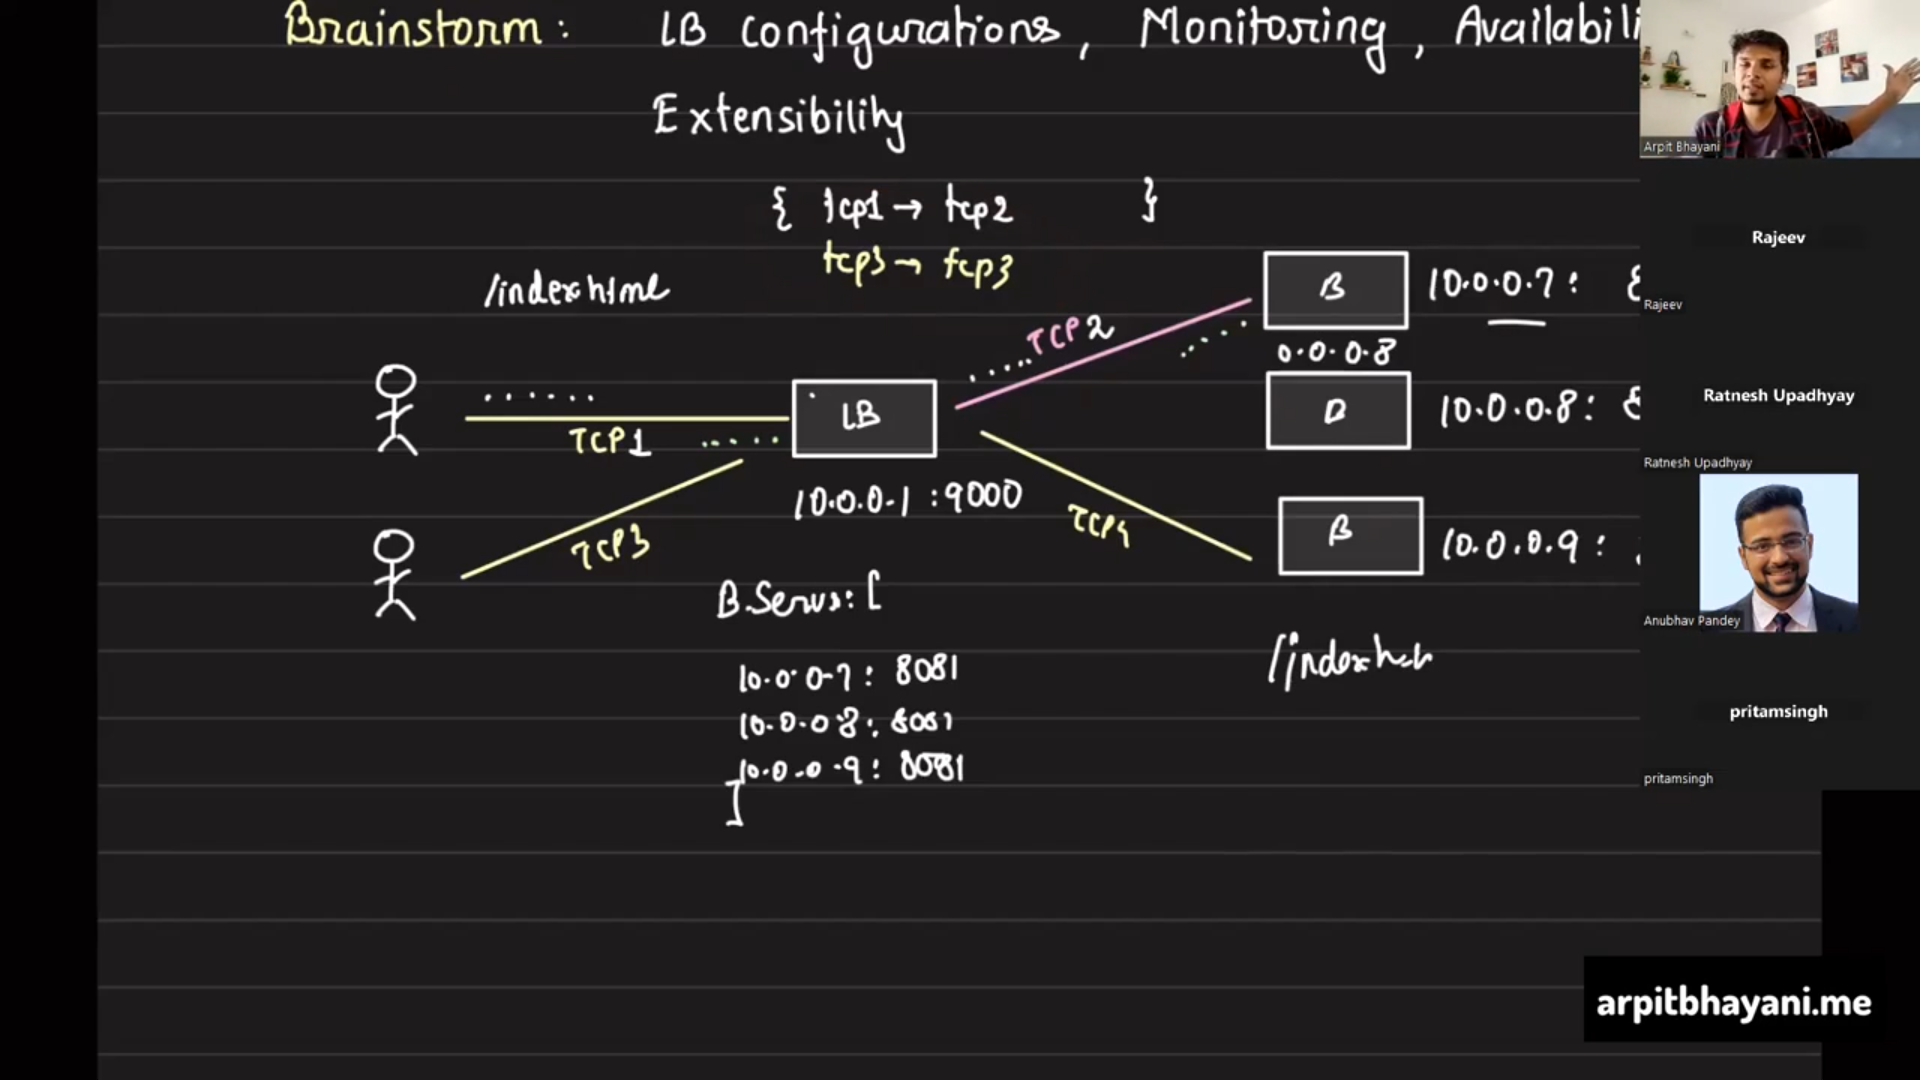 Brainstorm: LB Configurations, Monitoring, Availabili
Extensibility
{ tcp1 → tcp2 }
tcp3 → tcp3
/index html
TCP1
TCP3
LB
10.0.0.1 :9000
TCP2
TCP4
B 10.0.0.7:
0.0.0.8
10.0.0.8:
B 10.0.0.9:
B.Servs: [
10.0.0.7: 8081
10.0.0.8: 8081
10.0.0.9: 8081
]
Arpit Bhayani
Rajeev
Rajeev
Ratnesh Upadhyay
Ratnesh Upadhyay
Anubhav Pandey
pritamsingh
pritamsingh
arpitbhayani.me